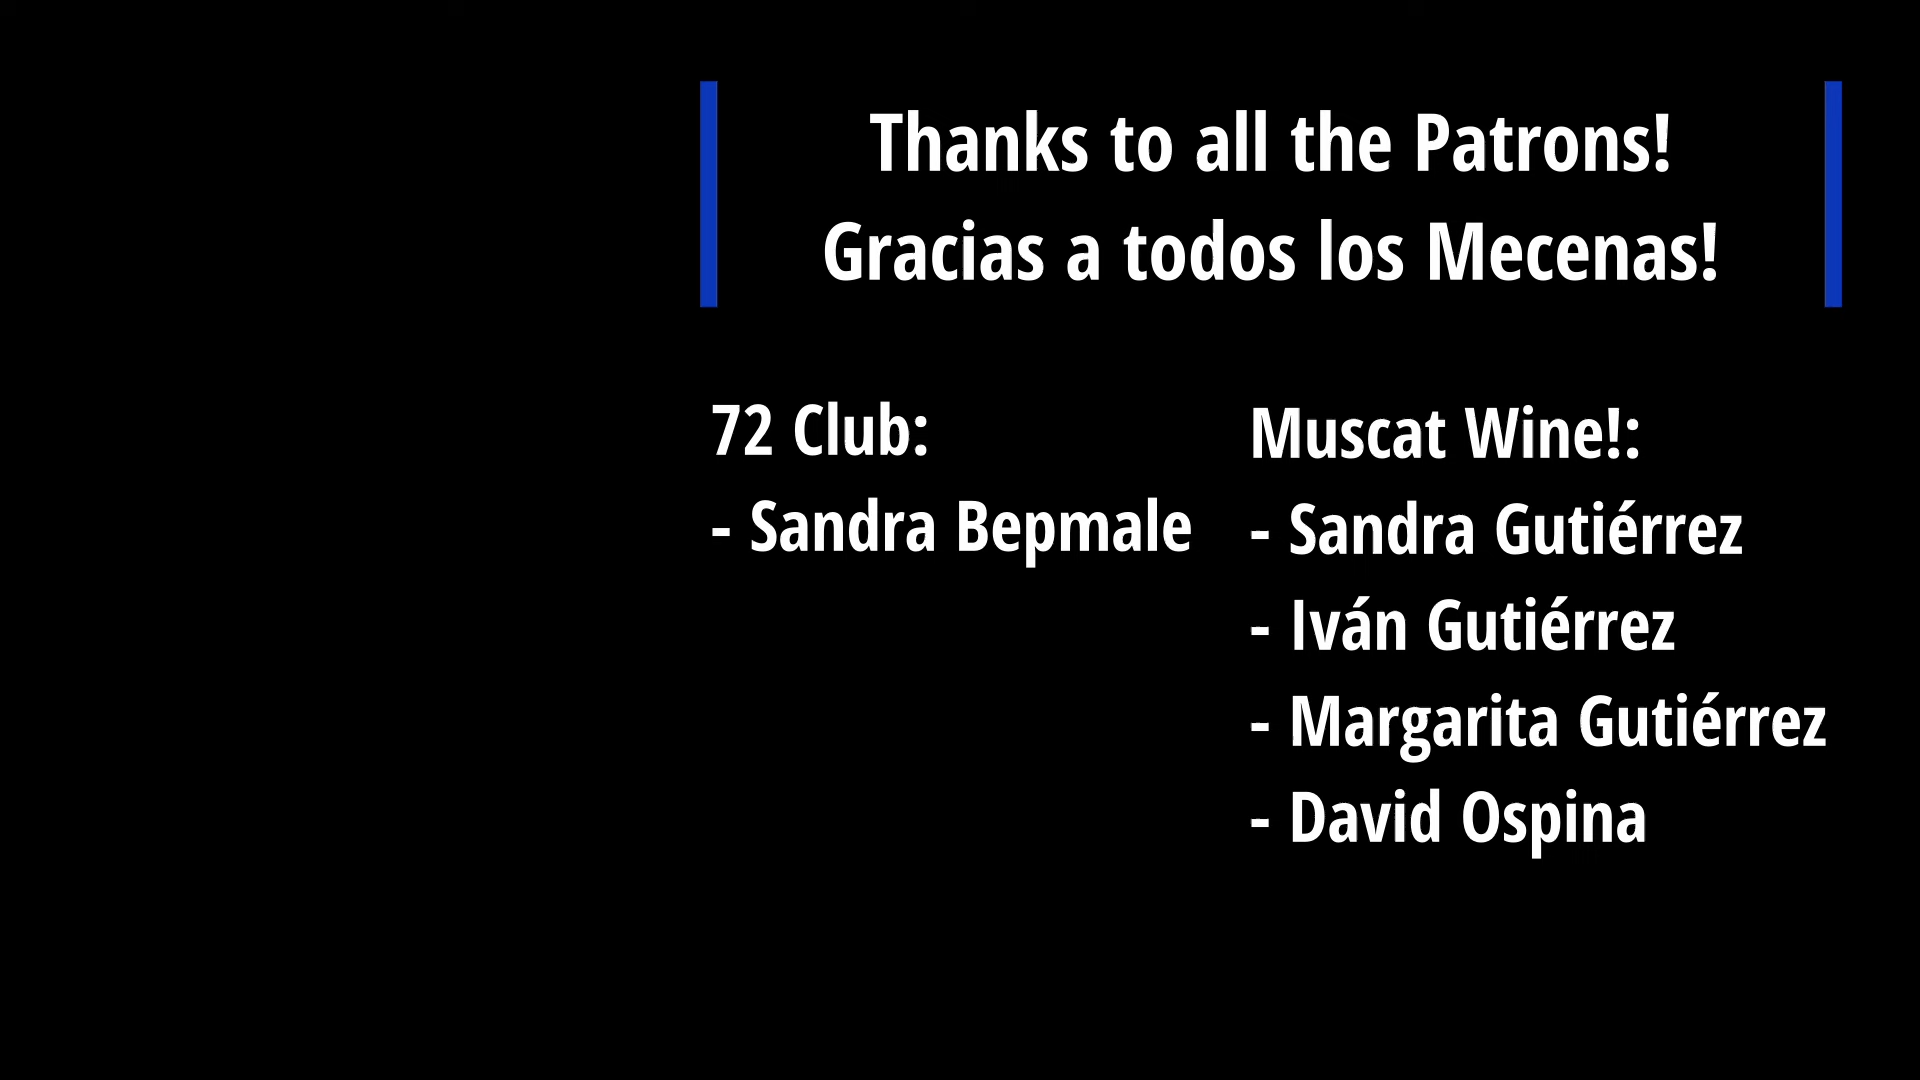 Thanks to all the Patrons!
Gracias a todos los Mecenas!
72 Club:
- Sandra Bepmale
Muscat Wine!:
- Sandra Gutiérrez
- Iván Gutiérrez
- Margarita Gutiérrez
- David Ospina